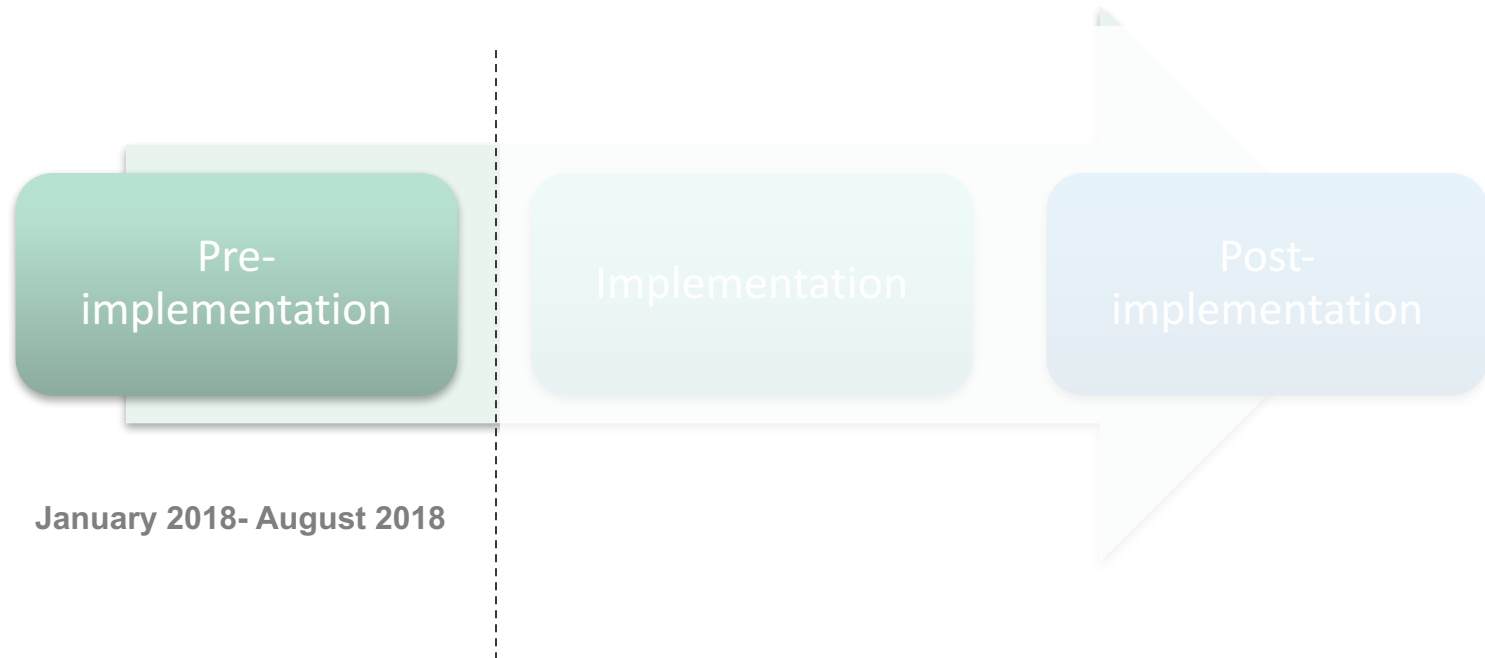 Pre-
implementation
Implementation
Post-
implementation
January 2018- August 2018